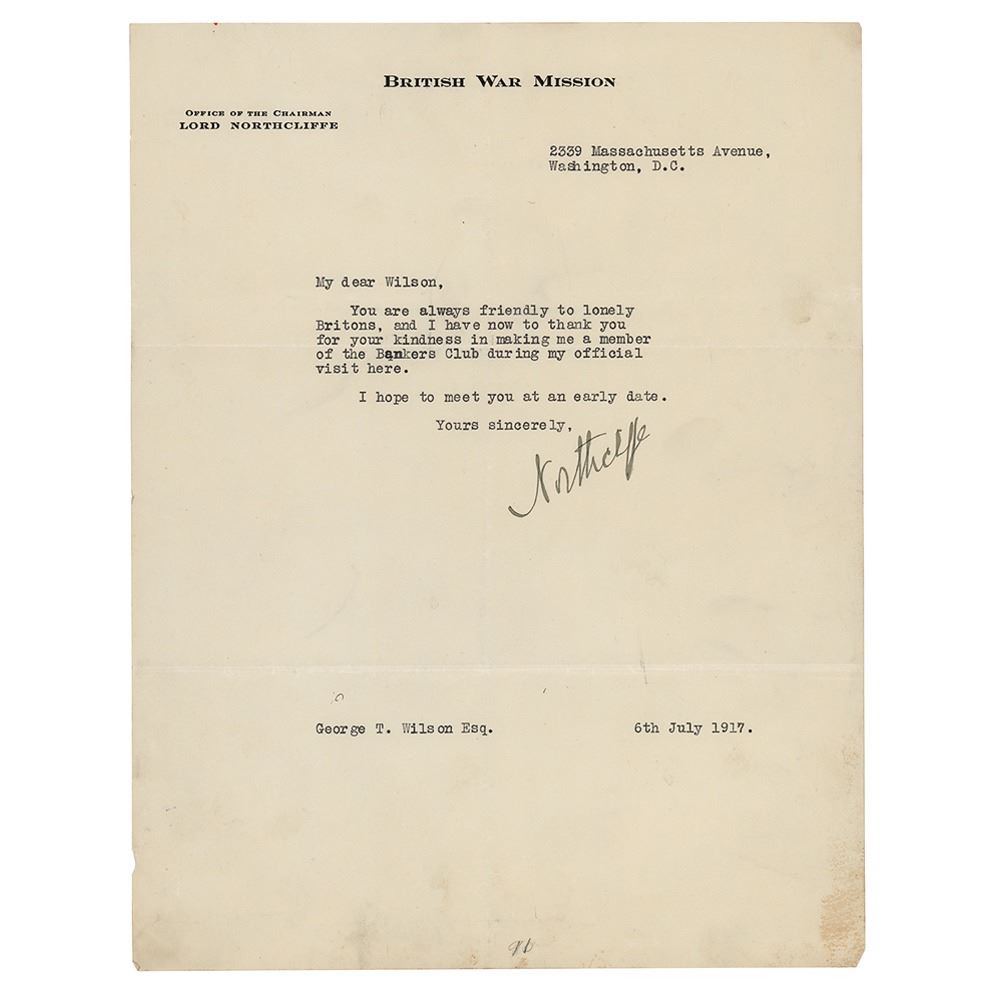 BRITISH WAR MISSION
OFFICE OF THE CHAIRMAN
LORD NORTHCLIFFE
2339 Massachusetts Avenue,
Washington, D.C.
My dear Wilson,
You are always friendly to lonely
Britons, and I have now to thank you
for your kindness in making me a member
of the Bankers Club during my official
visit here.
I hope to meet you at an early date.
Yours sincerely,
Northcliffe
George T. Wilson Esq.
6th July 1917.